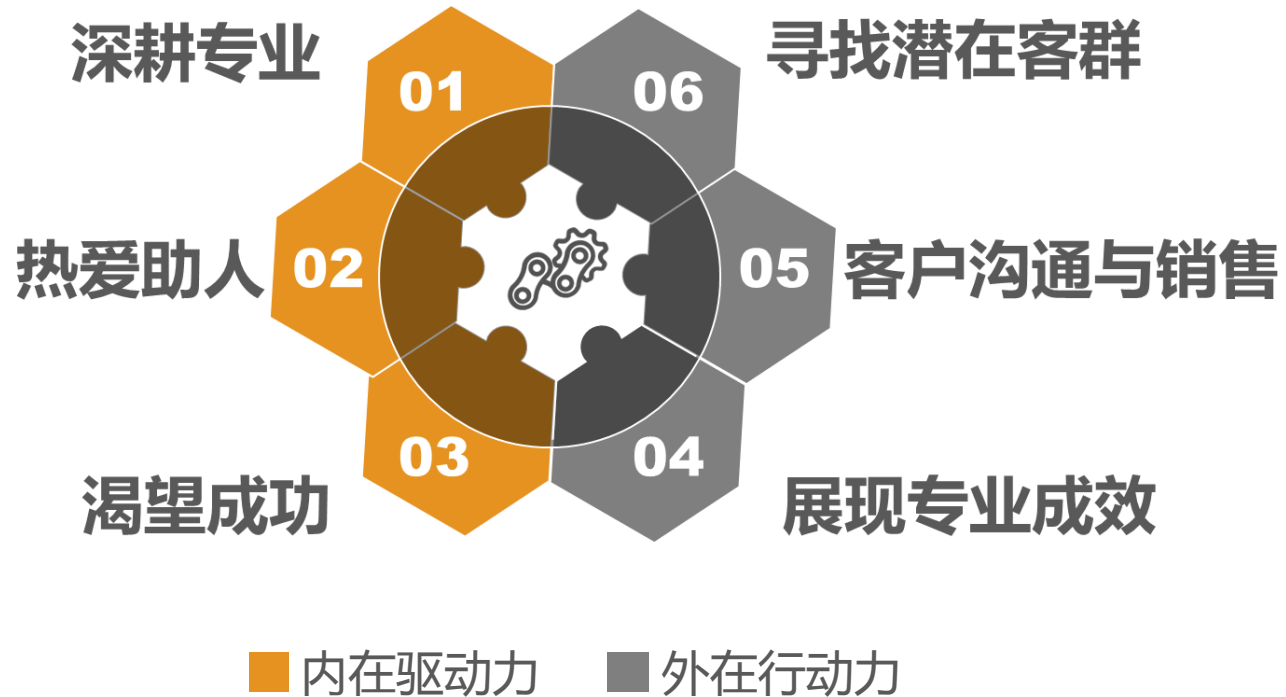 深耕专业
01
热爱助人
02
渴望成功
03
寻找潜在客群
06
客户沟通与销售
05
展现专业成效
04
内在驱动力
外在行动力